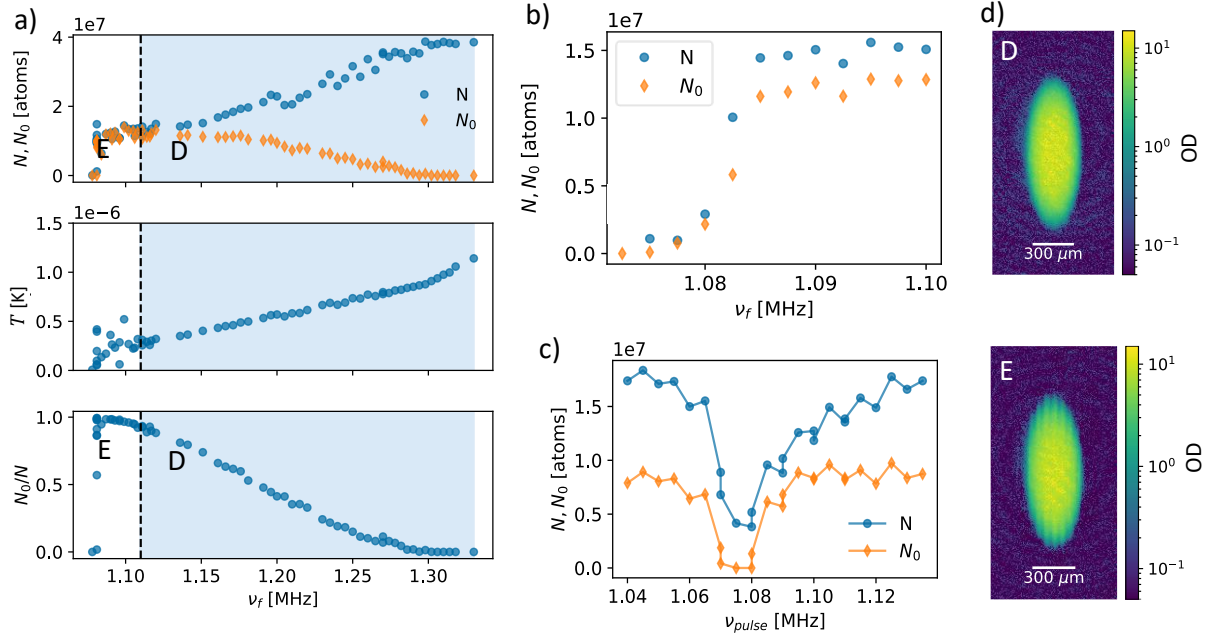 a)
1e7
N, N₀ [atoms]
4
2
0
N
N₀
E
D
1e−6
T [K]
1.5
1.0
0.5
0.0
N₀/N
1.0
0.5
0.0
E
D
1.10 1.15 1.20 1.25 1.30
ν_f [MHz]
b)
1e7
N, N₀ [atoms]
1.5
1.0
0.5
0.0
N
N₀
1.08 1.09 1.10
ν_f [MHz]
c)
1e7
N, N₀ [atoms]
1.5
1.0
0.5
0.0
N
N₀
1.04 1.06 1.08 1.10 1.12
ν_pulse [MHz]
d)
D
300 μm
10¹
10⁰
10⁻¹
OD
E
300 μm
10¹
10⁰
10⁻¹
OD